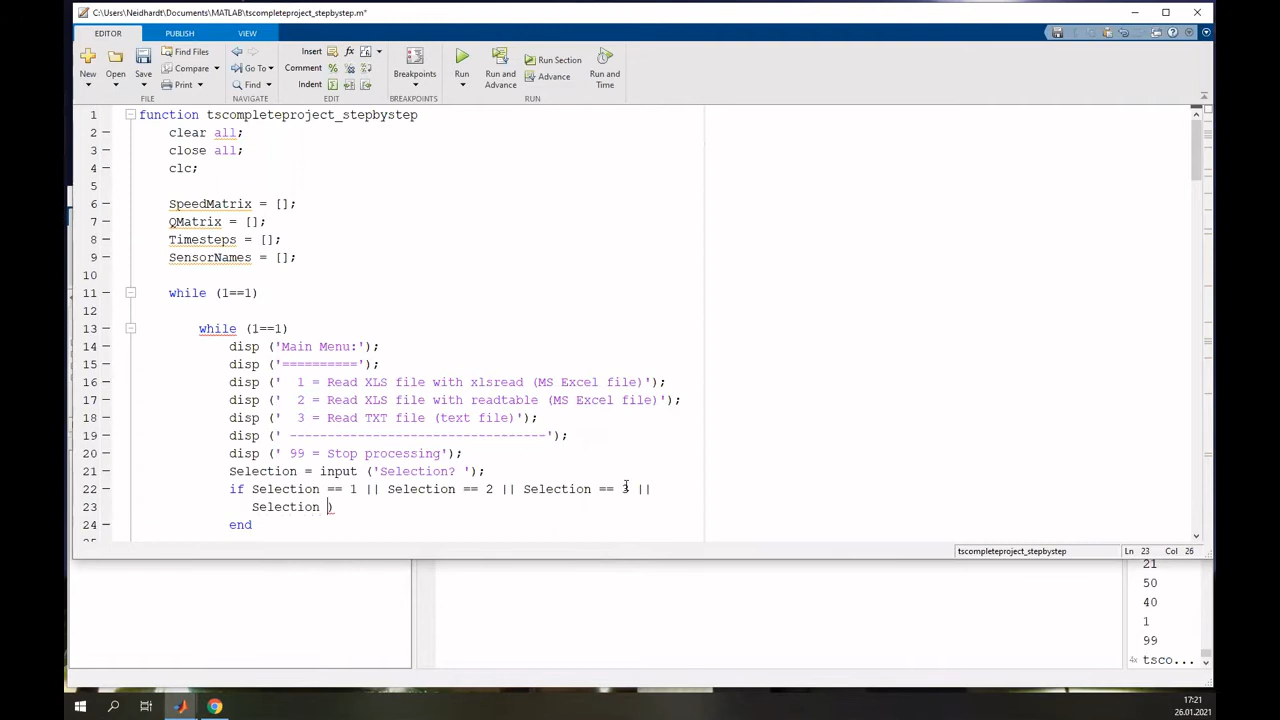 C:\Users\Neidhardt\Documents\MATLAB\tscompleteproject_stepbystep.m*
EDITOR PUBLISH VIEW
New Open Save Find Files Compare Print Go To Find Insert Comment Indent Breakpoints Run Run and Advance Run Section Advance Run and Time
FILE NAVIGATE EDIT BREAKPOINTS RUN
1 function tscompleteproject_stepbystep
2 clear all;
3 close all;
4 clc;
5
6 SpeedMatrix = [];
7 QMatrix = [];
8 Timesteps = [];
9 SensorNames = [];
10
11 while (1==1)
12
13 while (1==1)
14 disp ('Main Menu:');
15 disp ('==========');
16 disp ('  1 = Read XLS file with xlsread (MS Excel file)');
17 disp ('  2 = Read XLS file with readtable (MS Excel file)');
18 disp ('  3 = Read TXT file (text file)');
19 disp (' ----------------------------------');
20 disp (' 99 = Stop processing');
21 Selection = input ('Selection? ');
22 if Selection == 1 || Selection == 2 || Selection == 3 ||
23 Selection )
24 end
tscompleteproject_stepbystep Ln 23 Col 26
21
50
40
1
99
4x tsco...
17:21
26.01.2021